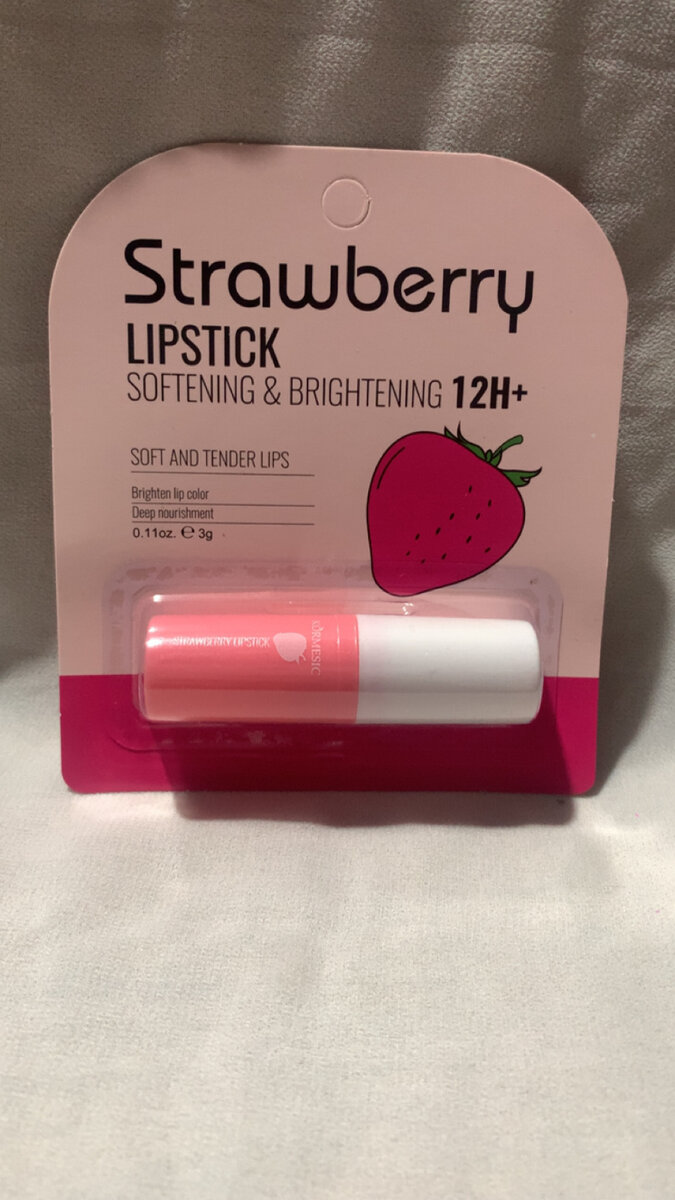 Strawberry
LIPSTICK
SOFTENING & BRIGHTENING 12H+
SOFT AND TENDER LIPS
Brighten lip color
Deep nourishment
0.11oz. ℮ 3g
STRAWBERRY LIPSTICK